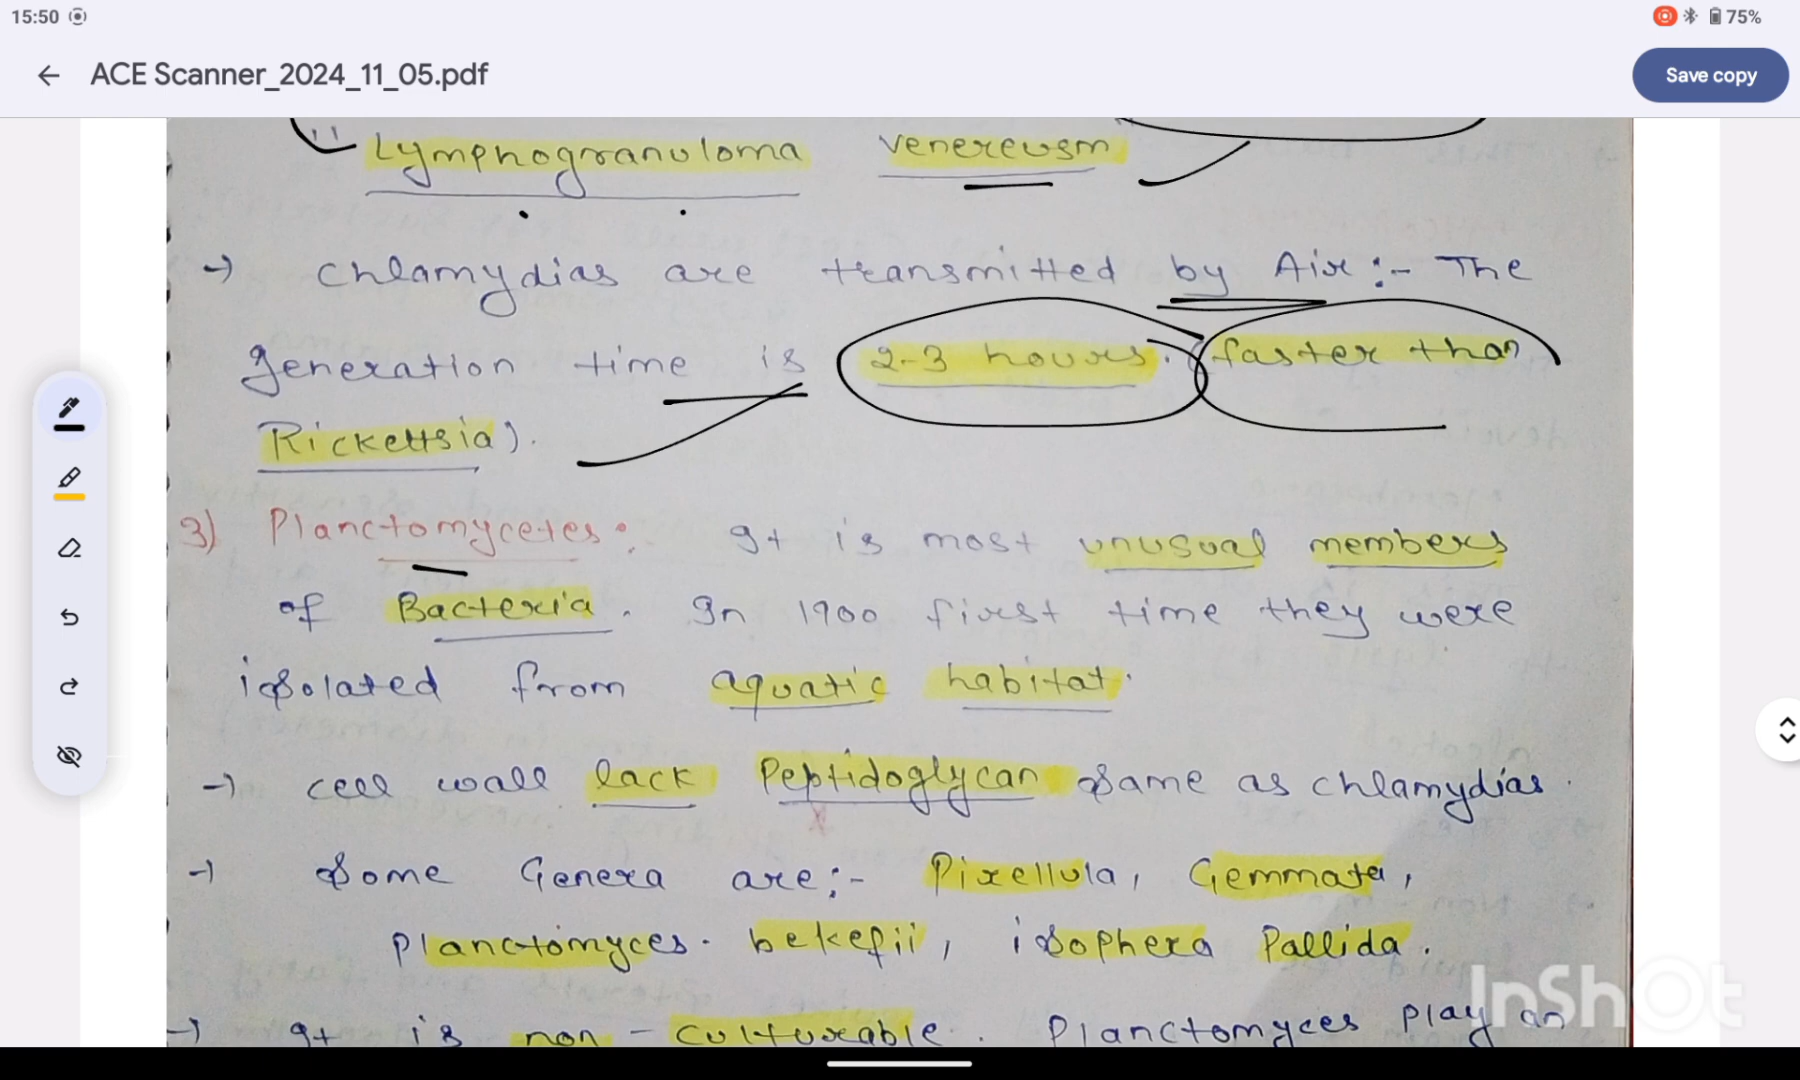 15:50
75%
ACE Scanner_2024_11_05.pdf
Save copy
Lymphogranuloma venereusm
→ chlamydias are transmitted by Air :- The
generation time is 2-3 hours. (faster than
Rickettsia).
3) Planctomycetes: It is most unusual members
of Bacteria. In 1900 first time they were
isolated from aquatic habitat.
→ cell wall lack Peptidoglycan same as chlamydias.
→ Some Genera are:- Pirellula, Gemmata,
Planctomyces. bekefii, isophera Pallida.
→ It is non-culturable. Planctomyces play an
InShOt